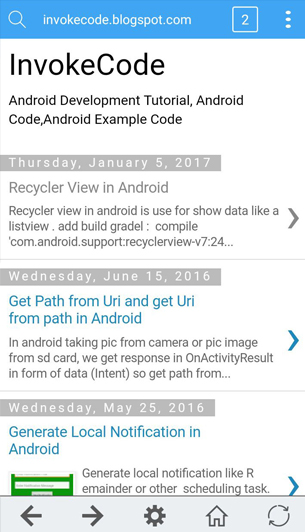 invokecode.blogspot.com 2
InvokeCode
Android Development Tutorial, Android
Code,Android Example Code
Thursday, January 5, 2017
Recycler View in Android
Recycler view in android is use for show data like a
listview . add build gradel :  compile
'com.android.support:recyclerview-v7:24...
Wednesday, June 15, 2016
Get Path from Uri and get Uri
from path in Android
In android taking pic from camera or pic image
from sd card, we get response in OnActivityResult
in form of data (Intent) so get path from...
Wednesday, May 25, 2016
Generate Local Notification in
Android
Generate local notification like R
emainder or other  scheduling task.